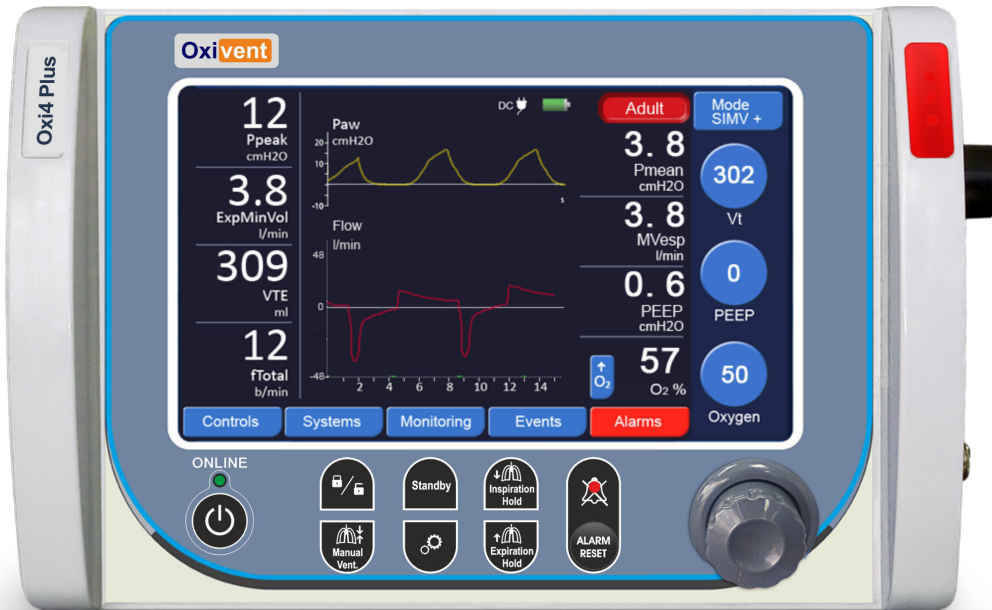 Oxi4 Plus
Oxivent
12
Ppeak
cmH2O
3.8
ExpMinVol
l/min
309
VTE
ml
12
fTotal
b/min
DC
Paw
cmH2O
20
10
-10
s
Flow
l/min
48
0
-48
2 4 6 8 10 12 14
Adult
3. 8
Pmean
cmH2O
3. 8
MVesp
l/min
0. 6
PEEP
cmH2O
O2
57
O2 %
Mode
SIMV +
302
Vt
0
PEEP
50
Oxygen
Controls Systems Monitoring Events Alarms
ONLINE
Standby
Inspiration
Hold
Manual
Vent.
Expiration
Hold
ALARM
RESET